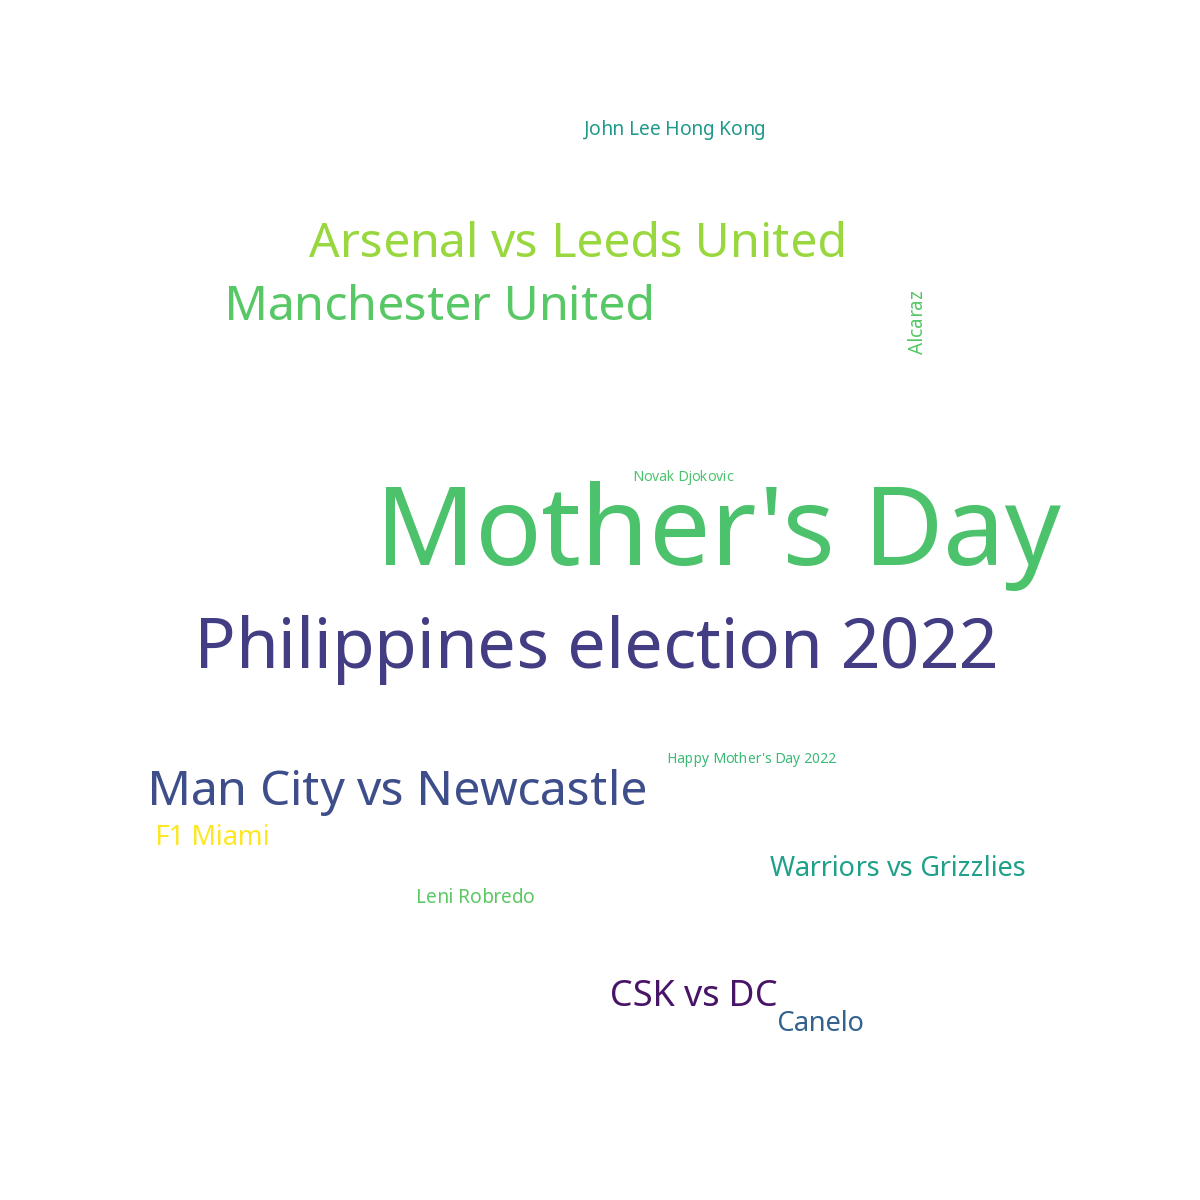 John Lee Hong Kong
Arsenal vs Leeds United
Manchester United
Alcaraz
Novak Djokovic
Mother's Day
Philippines election 2022
Happy Mother's Day 2022
Man City vs Newcastle
F1 Miami
Warriors vs Grizzlies
Leni Robredo
CSK vs DC
Canelo